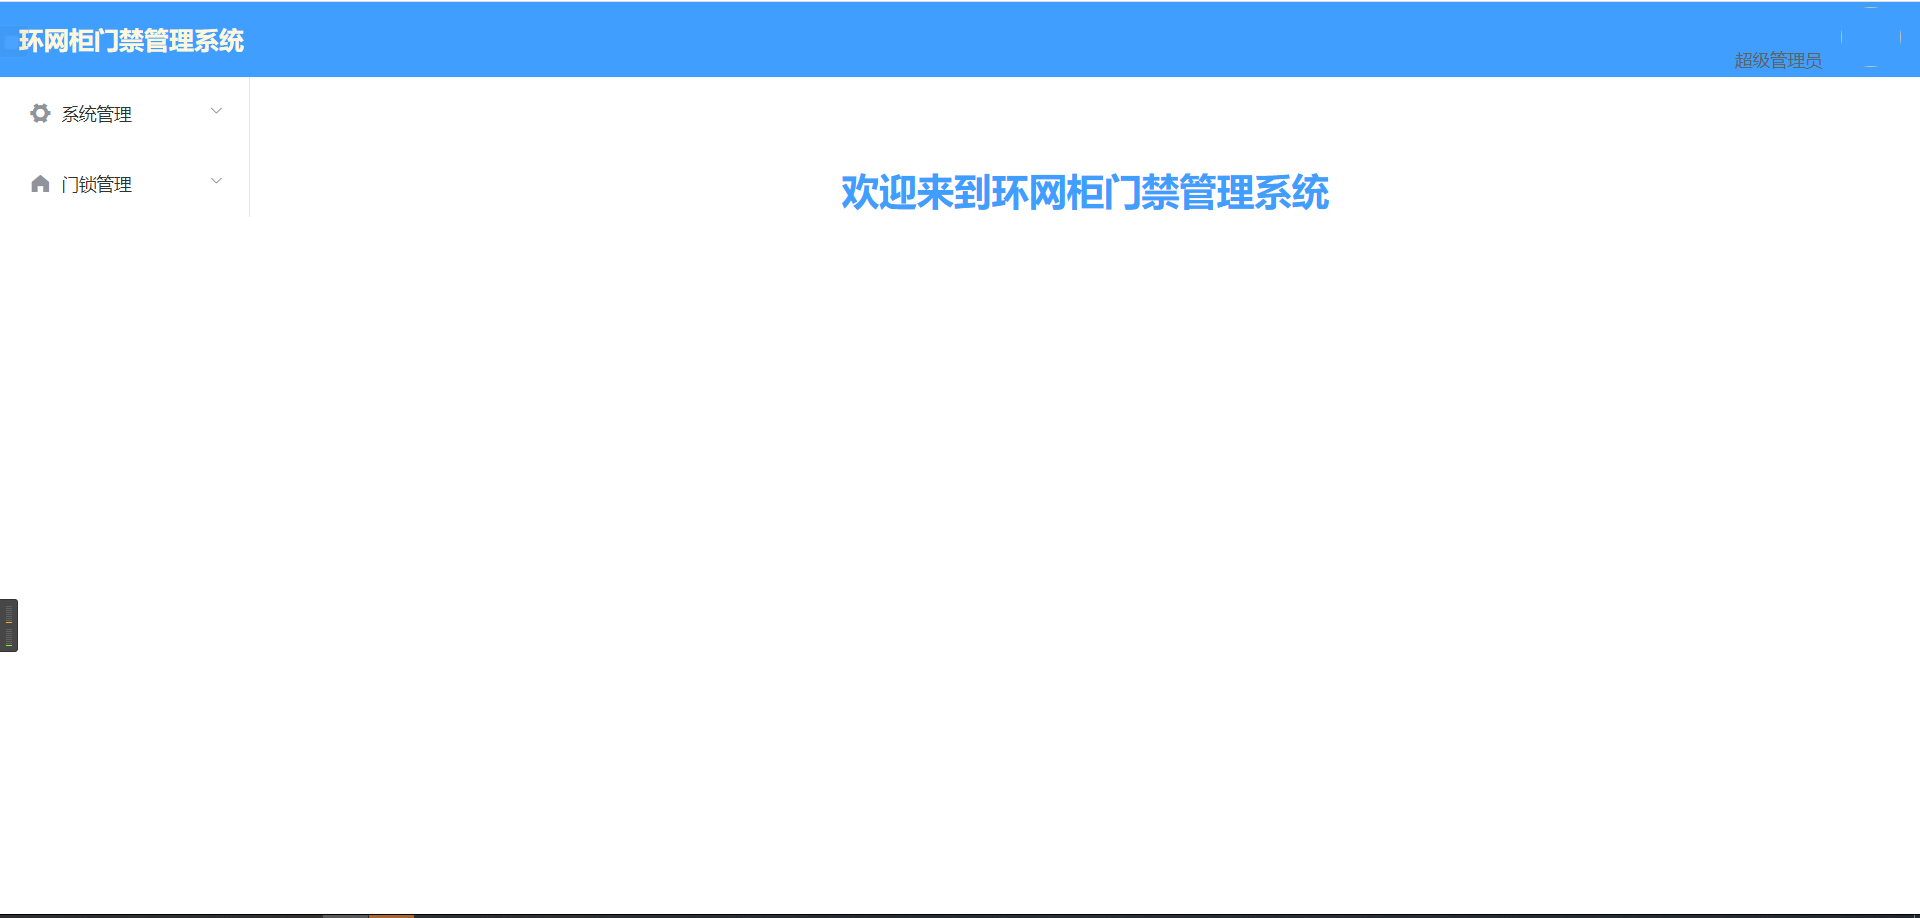 环网柜门禁管理系统
超级管理员
系统管理
门锁管理
欢迎来到环网柜门禁管理系统